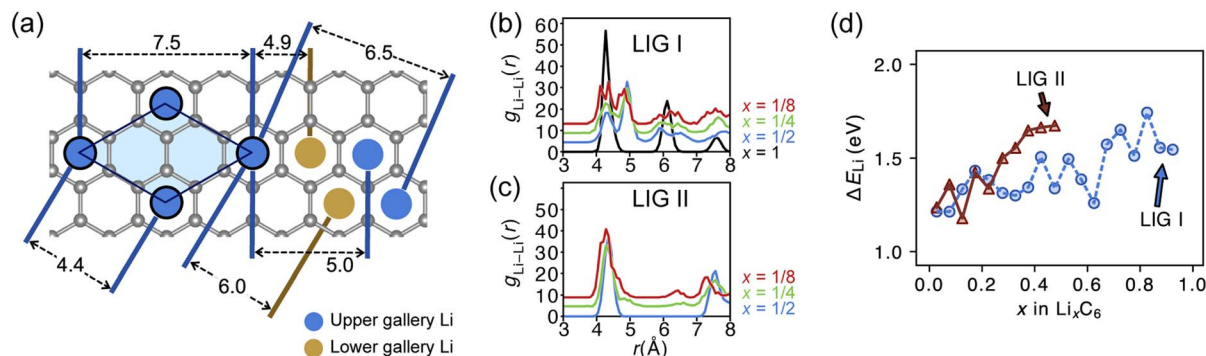 (a)
7.5
4.9
6.5
4.4
6.0
5.0
Upper gallery Li
Lower gallery Li
(b)
LIG I
g_Li–Li(r)
60
50
40
30
20
10
0
x = 1/8
x = 1/4
x = 1/2
x = 1
(c)
LIG II
g_Li–Li(r)
60
50
40
30
20
10
0
x = 1/8
x = 1/4
x = 1/2
3 4 5 6 7 8
r(Å)
(d)
ΔE_Li (eV)
2.0
1.5
1.0
LIG II
LIG I
0.0 0.2 0.4 0.6 0.8 1.0
x in LiₓC₆